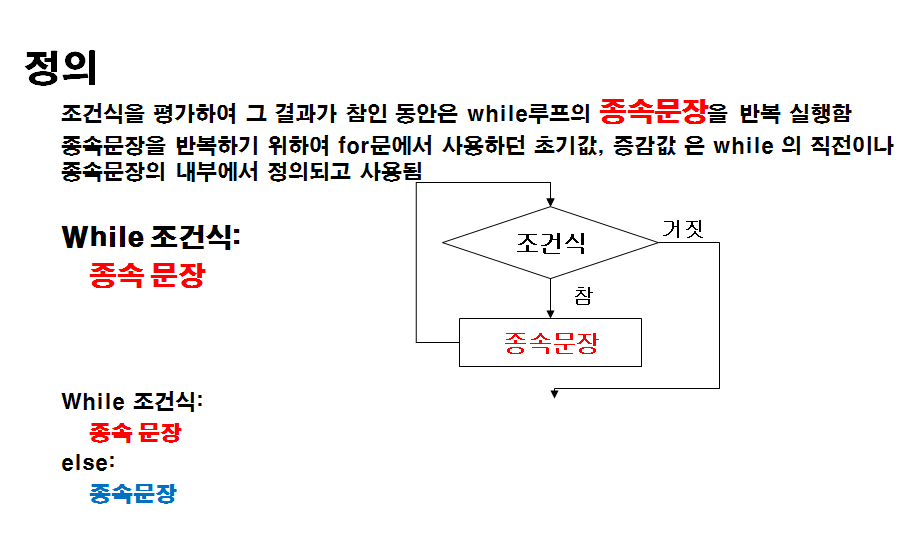 정의
조건식을 평가하여 그 결과가 참인 동안은 while루프의 종속문장을 반복 실행함
종속문장을 반복하기 위하여 for문에서 사용하던 초기값, 증감값 은 while 의 직전이나
종속문장의 내부에서 정의되고 사용됨
While 조건식:
종속 문장
조건식
거짓
참
종속문장
While 조건식:
종속 문장
else:
종속문장